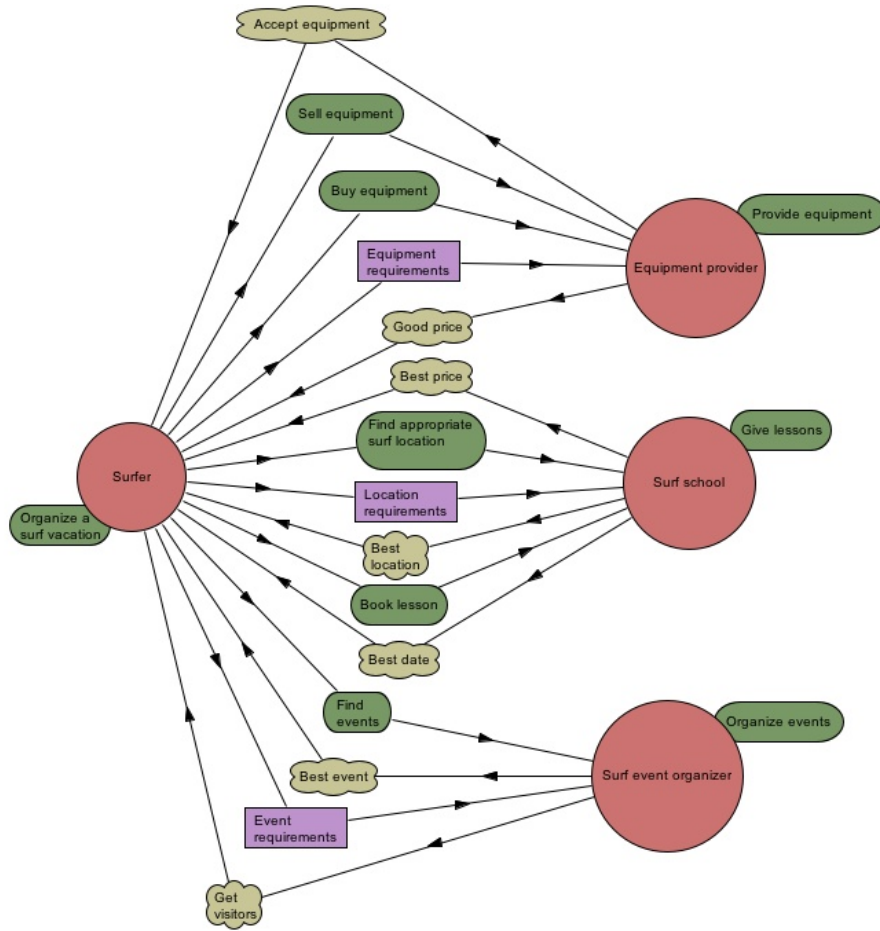 Accept equipment
Sell equipment
Buy equipment
Provide equipment
Equipment
requirements
Equipment provider
Good price
Best price
Find appropriate
surf location
Give lessons
Surfer
Surf school
Location
requirements
Organize a
surf vacation
Best
location
Book lesson
Best date
Find
events
Organize events
Best event
Surf event organizer
Event
requirements
Get
visitors